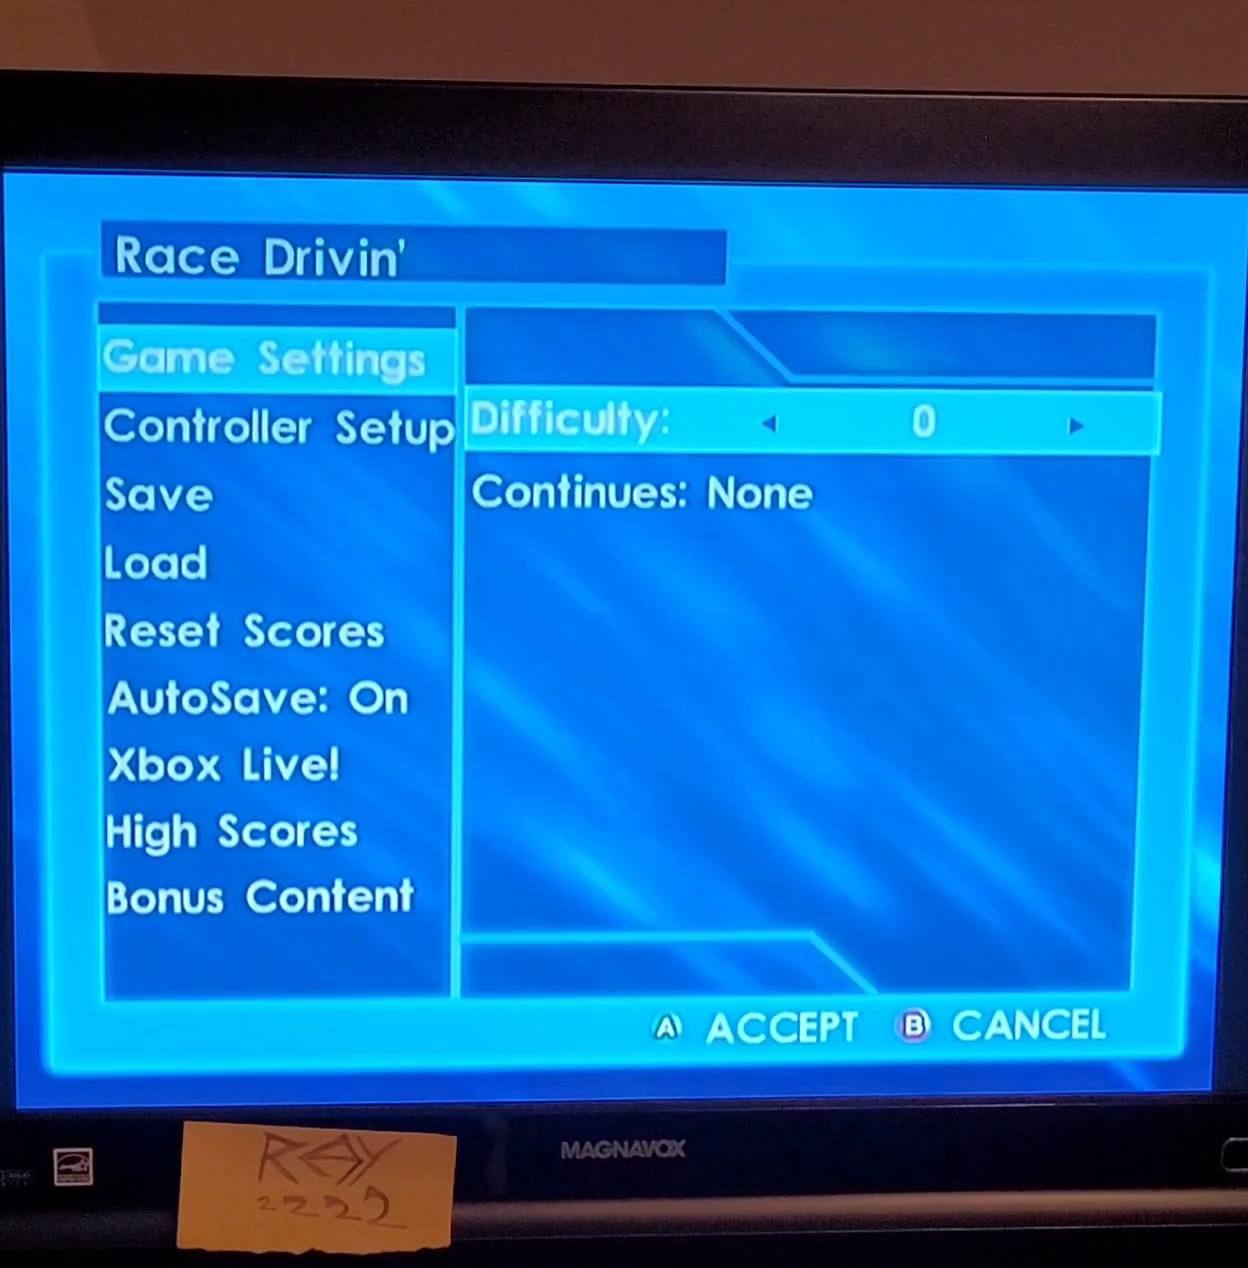 Race Drivin'
Game Settings
Controller Setup
Save
Load
Reset Scores
AutoSave: On
Xbox Live!
High Scores
Bonus Content
Difficulty: 0
Continues: None
A ACCEPT B CANCEL
MAGNAVOX
RAY
2222